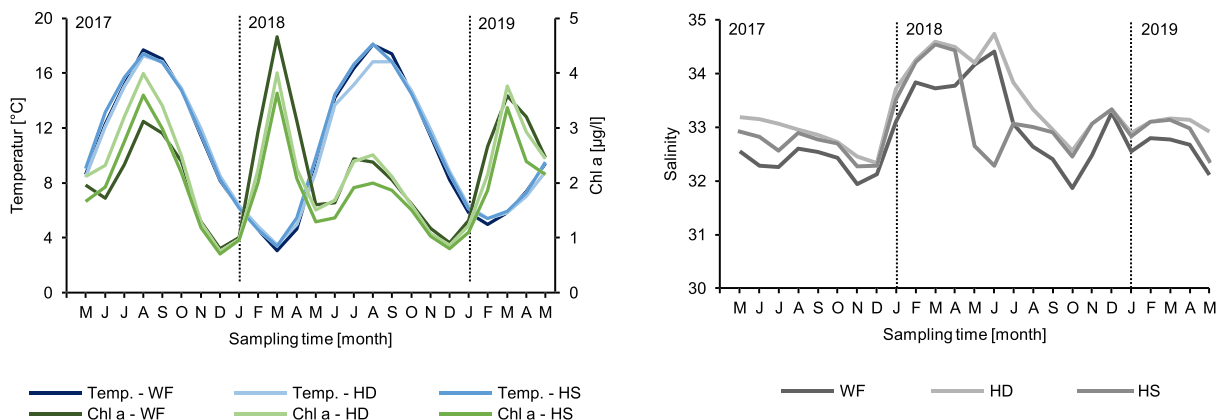 20
2017
2018
2019
5
16
4
12
3
8
2
4
1
0
0
Temperatur [°C]
Chl a [µg/l]
M J J A S O N D J F M A M J J A S O N D J F M A M
Sampling time [month]
Temp. - WF Temp. - HD Temp. - HS
Chl a - WF Chl a - HD Chl a - HS
35
2017
2018
2019
34
33
32
31
30
Salinity
M J J A S O N D J F M A M J J A S O N D J F M A M
Sampling time [month]
WF HD HS